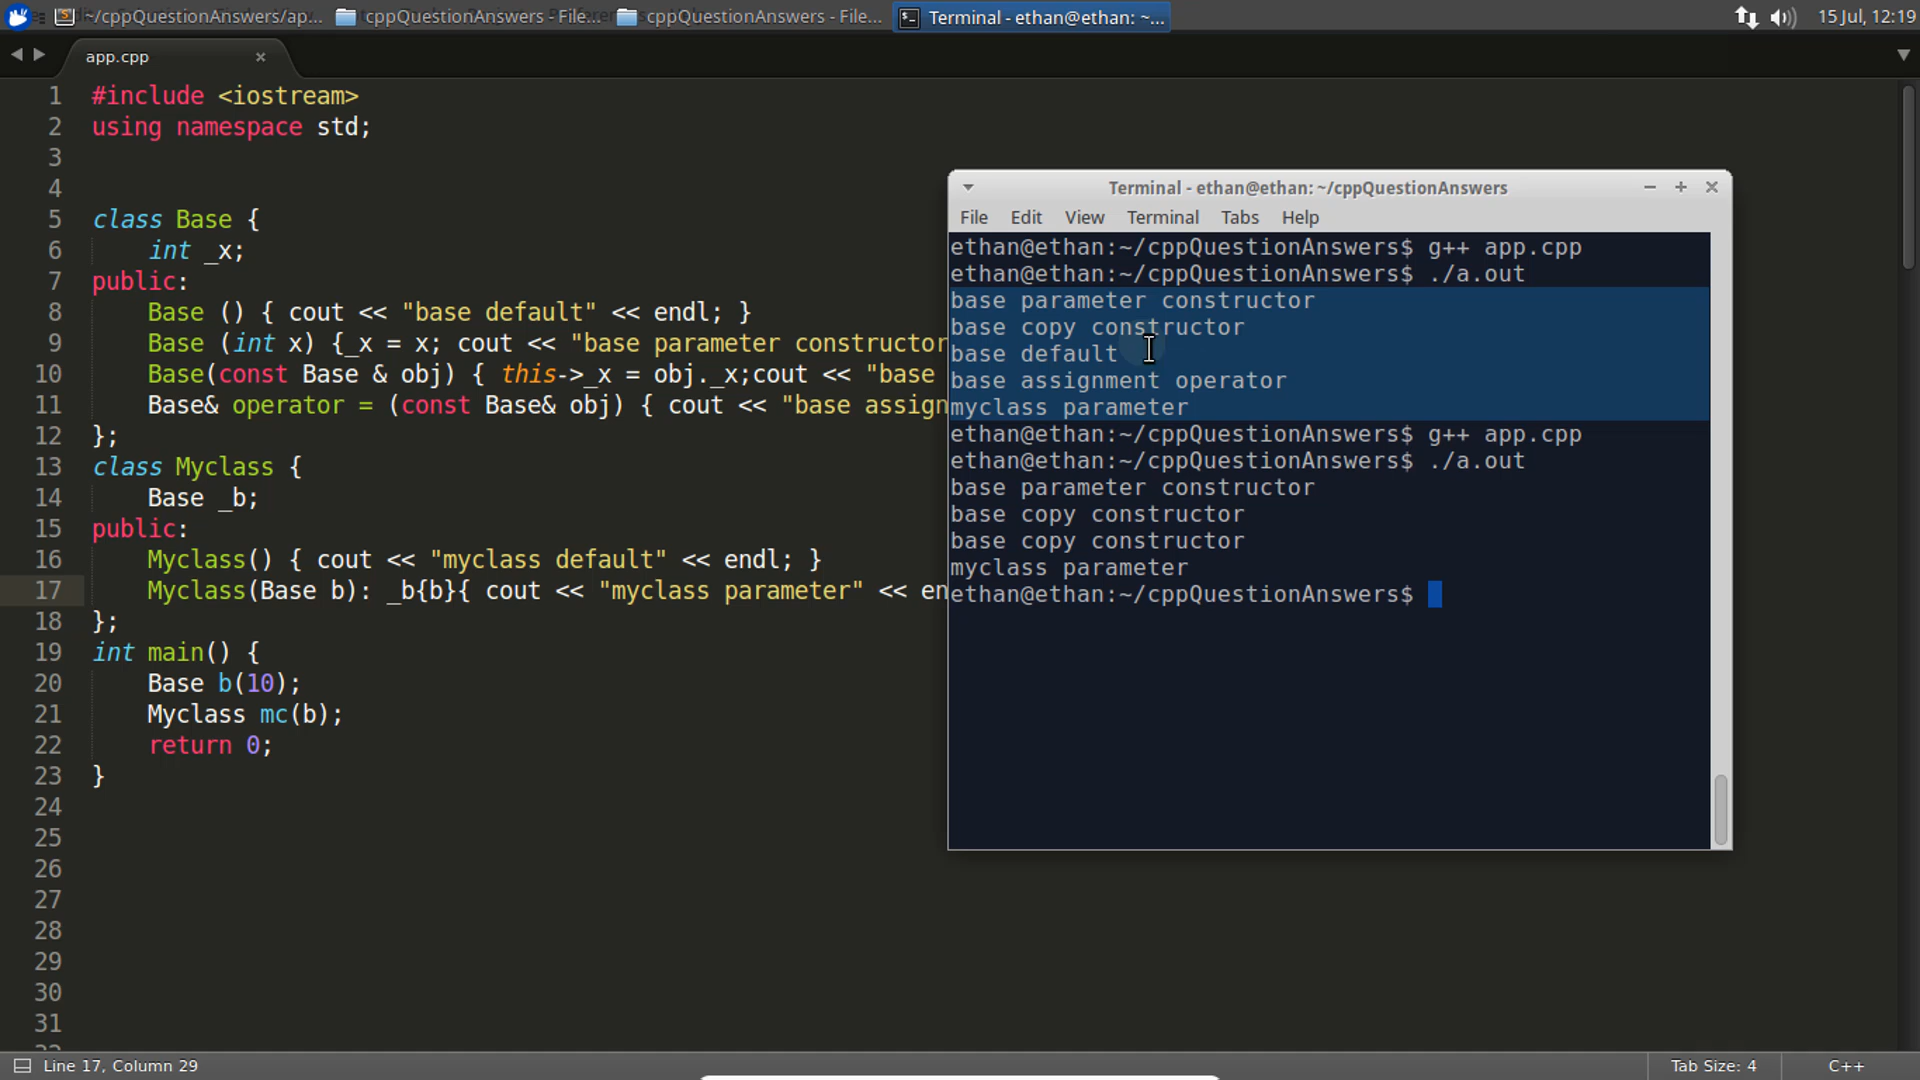 ~/cppQuestionAnswers/ap...
cppQuestionAnswers - File...
cppQuestionAnswers - File...
Terminal - ethan@ethan: ~...
15 Jul, 12:19
app.cpp
1 #include <iostream>
2 using namespace std;
3
4
5 class Base {
6 int _x;
7 public:
8 Base () { cout << "base default" << endl; }
9 Base (int x) {_x = x; cout << "base parameter constructor
10 Base(const Base & obj) { this->_x = obj._x;cout << "base
11 Base& operator = (const Base& obj) { cout << "base assign
12 };
13 class Myclass {
14 Base _b;
15 public:
16 Myclass() { cout << "myclass default" << endl; }
17 Myclass(Base b): _b{b}{ cout << "myclass parameter" << en
18 };
19 int main() {
20 Base b(10);
21 Myclass mc(b);
22 return 0;
23 }
24
25
26
27
28
29
30
31
Terminal - ethan@ethan: ~/cppQuestionAnswers
File Edit View Terminal Tabs Help
ethan@ethan:~/cppQuestionAnswers$ g++ app.cpp
ethan@ethan:~/cppQuestionAnswers$ ./a.out
base parameter constructor
base copy constructor
base default
base assignment operator
myclass parameter
ethan@ethan:~/cppQuestionAnswers$ g++ app.cpp
ethan@ethan:~/cppQuestionAnswers$ ./a.out
base parameter constructor
base copy constructor
base copy constructor
myclass parameter
ethan@ethan:~/cppQuestionAnswers$
Line 17, Column 29
Tab Size: 4
C++